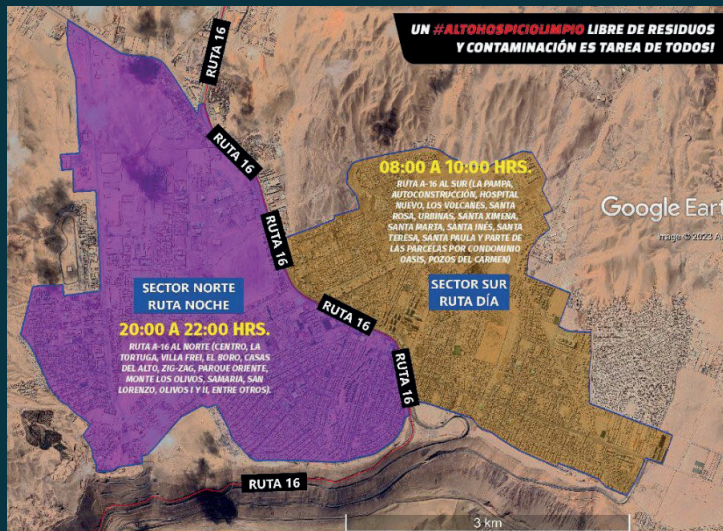 UN #ALTOHOSPICIOLIMPIO LIBRE DE RESIDUOS
Y CONTAMINACIÓN ES TAREA DE TODOS!
RUTA 16
RUTA 16
RUTA 16
08:00 A 10:00 HRS.
RUTA A-16 AL SUR (LA PAMPA,
AUTOCONSTRUCCIÓN, HOSPITAL
NUEVO, LOS VOLCANES, SANTA
ROSA, URBINAS, SANTA XIMENA,
SANTA MARTA, SANTA INÉS, SANTA
TERESA, SANTA PAULA Y PARTE DE
LAS PARCELAS POR CONDOMINIO
OASIS, POZOS DEL CARMEN)
SECTOR SUR
RUTA DÍA
Google Eart
mage © 2023 A
SECTOR NORTE
RUTA NOCHE
20:00 A 22:00 HRS.
RUTA A-16 AL NORTE (CENTRO, LA
TORTUGA, VILLA FREI, EL BORO, CASAS
DEL ALTO, ZIG-ZAG, PARQUE ORIENTE,
MONTE LOS OLIVOS, SAMARIA, SAN
LORENZO, OLIVOS I Y II, ENTRE OTROS).
RUTA 16
RUTA 16
RUTA 16
3 km